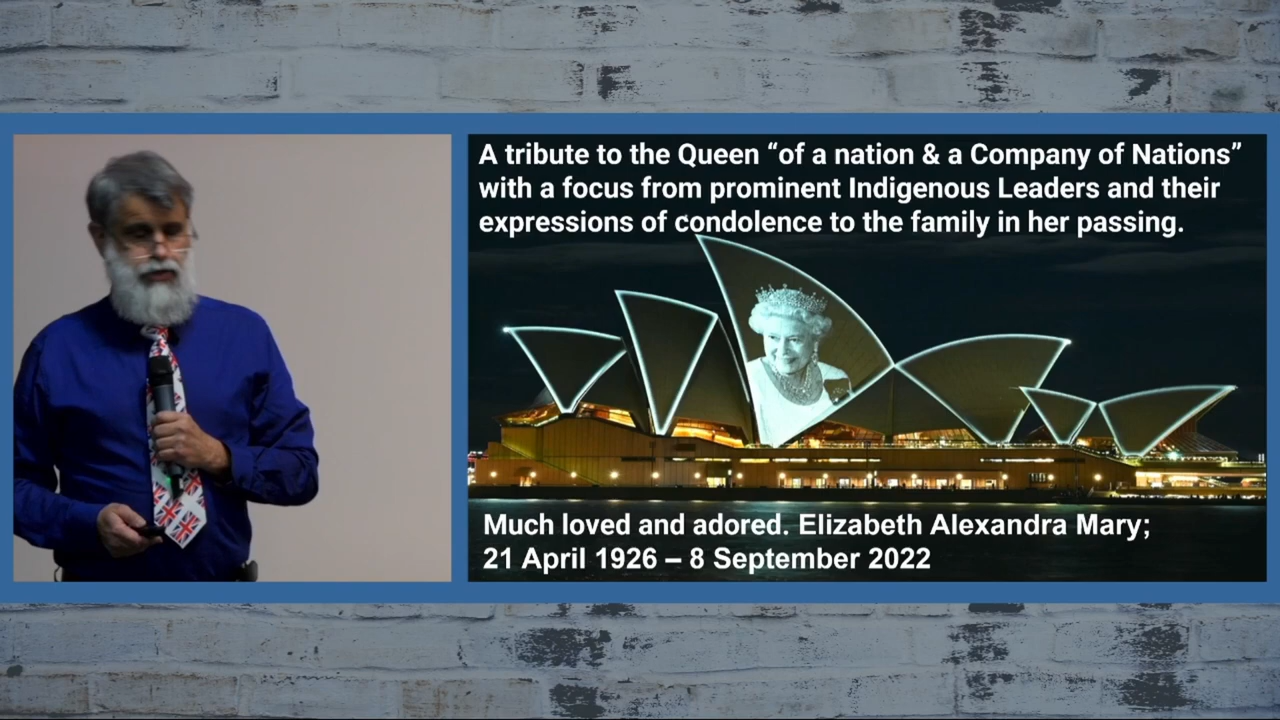 A tribute to the Queen “of a nation & a Company of Nations”
with a focus from prominent Indigenous Leaders and their
expressions of condolence to the family in her passing.
Much loved and adored. Elizabeth Alexandra Mary;
21 April 1926 – 8 September 2022